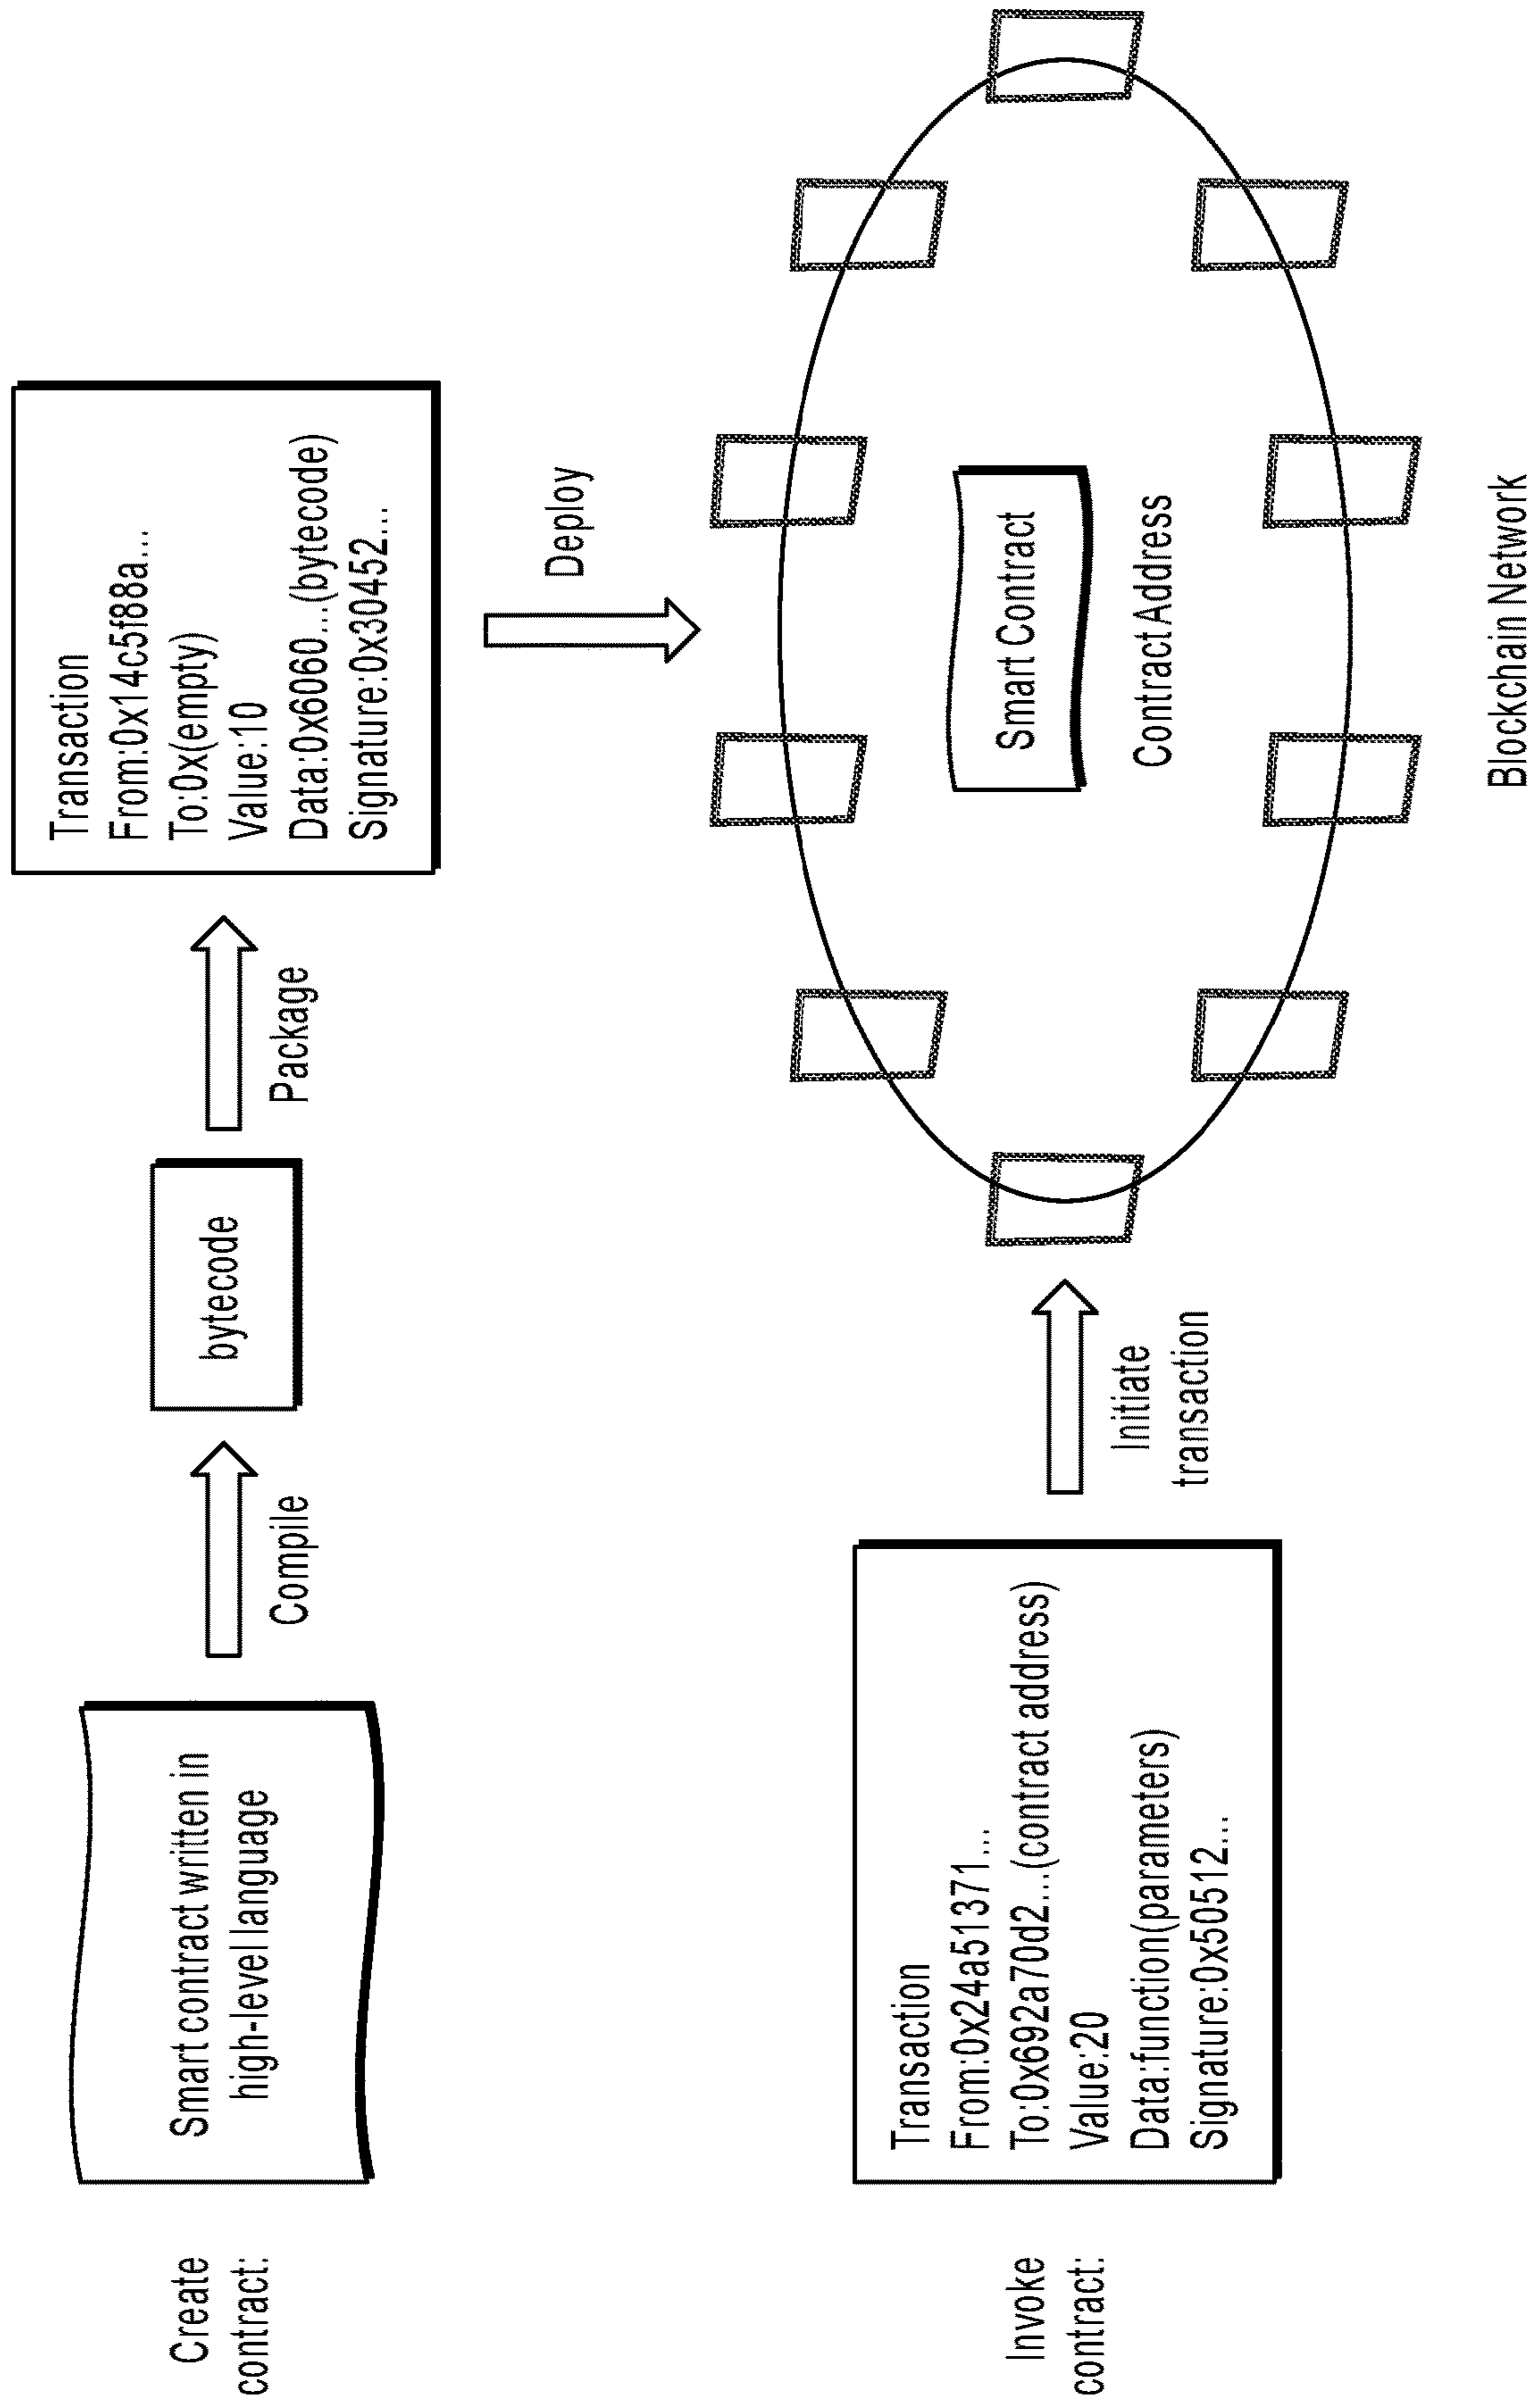 Create
contract:
Smart contract written in
high-level language
Compile
bytecode
Package
Transaction
From:0x14c5f88a...
To:0x(empty)
Value:10
Data:0x6060...(bytecode)
Signature:0x30452...
Deploy
Invoke
contract:
Transaction
From:0x24a51371...
To:0x692a70d2...(contract address)
Value:20
Data:function(parameters)
Signature:0x50512...
Initiate
transaction
Smart Contract
Contract Address
Blockchain Network